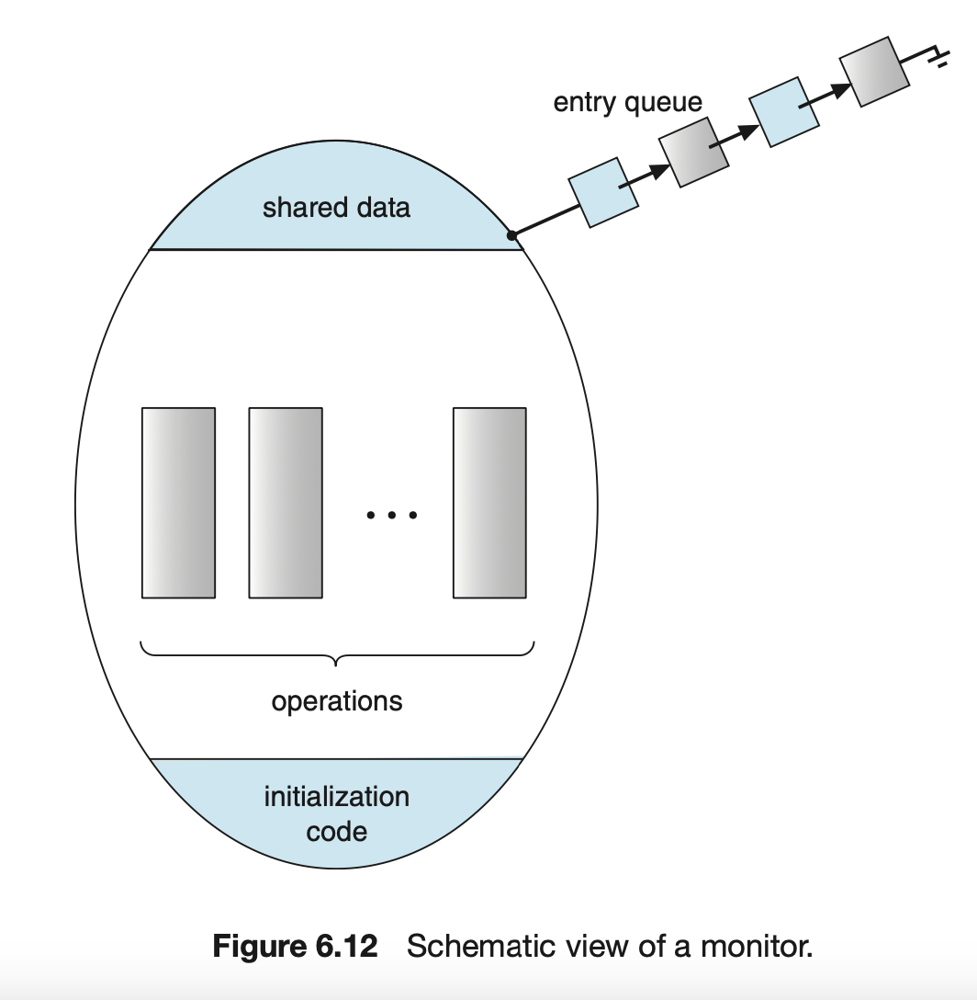 entry queue
shared data
...
operations
initialization
code
Figure 6.12 Schematic view of a monitor.